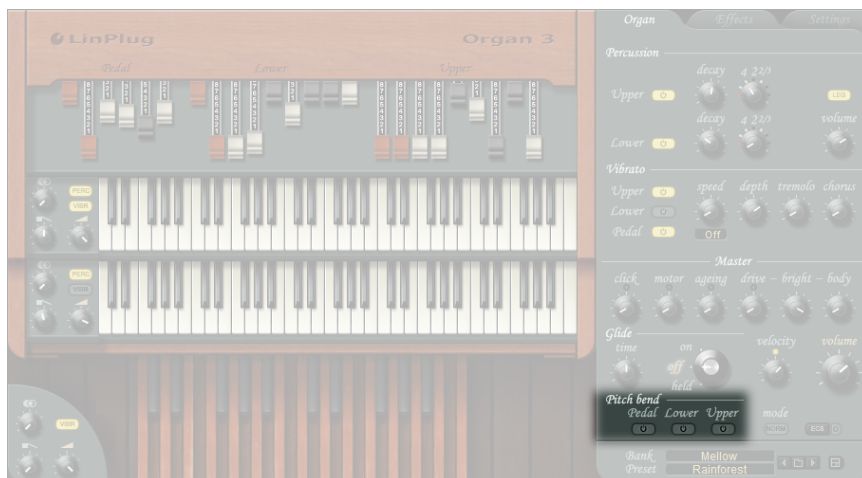 LinPlug
Organ 3
Pedal
Lower
Upper
PERC
VIBR
PERC
VIBR
VIBR
Organ
Effects
Settings
Percussion
decay
4 2 2/3
Upper
LEG
decay
4 2 2/3
volume
Lower
Vibrato
Upper
speed
depth
tremolo
chorus
Lower
Pedal
Off
Master
click
motor
ageing
drive – bright – body
Glide
time
on
off
held
velocity
volume
Pitch bend
Pedal Lower Upper
mode
NORM
Bank
Mellow
Preset
Rainforest